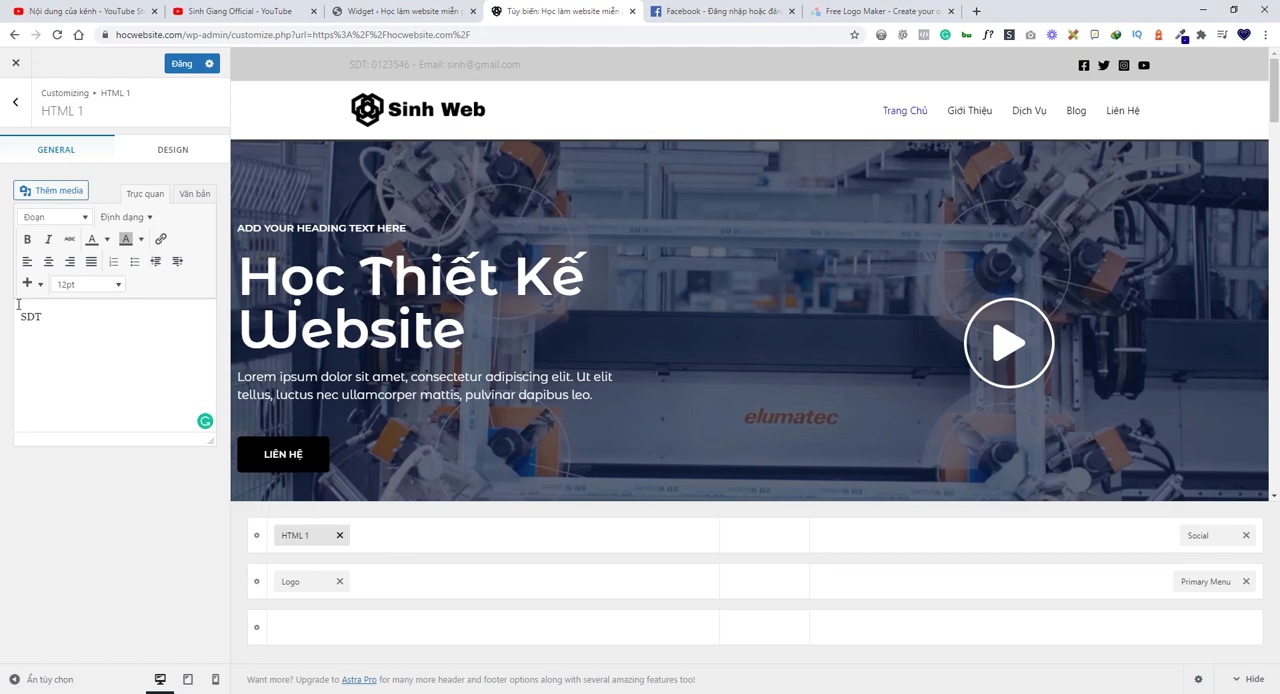 Nội dung của kênh - YouTube St
Sinh Giang Official - YouTube
Widget ‹ Học làm website miễn p
Tùy biến: Học làm website miễn
Facebook - Đăng nhập hoặc đăn
Free Logo Maker - Create your o
hocwebsite.com/wp-admin/customize.php?url=https%3A%2F%2Fhocwebsite.com%2F
Đăng
SDT: 0123546 - Email: sinh@gmail.com
Customizing ▸ HTML 1
HTML 1
Sinh Web
Trang Chủ Giới Thiệu Dịch Vụ Blog Liên Hệ
GENERAL DESIGN
Thêm media Trực quan Văn bản
Đoạn Định dạng
B I ABC A A
12pt
SDT
ADD YOUR HEADING TEXT HERE
Học Thiết Kế
Website
Lorem ipsum dolor sit amet, consectetur adipiscing elit. Ut elit
tellus, luctus nec ullamcorper mattis, pulvinar dapibus leo.
elumatec
LIÊN HỆ
HTML 1 Social
Logo Primary Menu
Ẩn tùy chọn
Want more? Upgrade to Astra Pro for many more header and footer options along with several amazing features too!
Hide